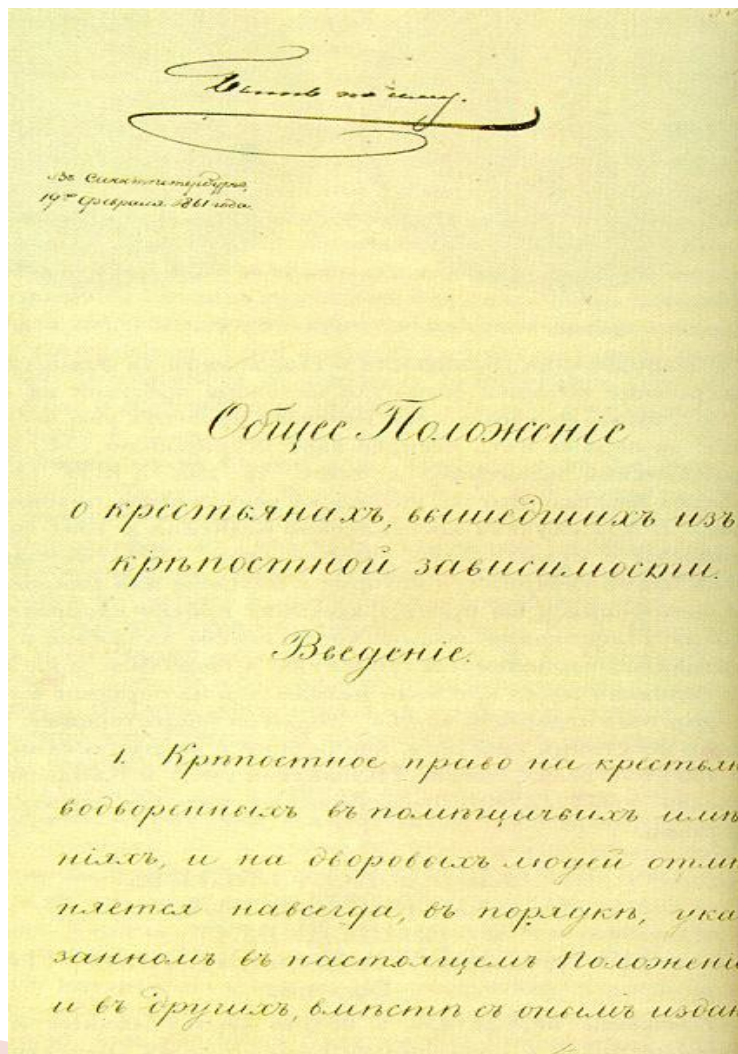 Быть по сему.
Въ Санктпетербургѣ,
19го февраля 1861 года.
Общее Положеніе
о крестьянахъ, вышедшихъ изъ
крѣпостной зависимости.
Введеніе.
1. Крѣпостное право на крестьян
водворенныхъ въ помѣщичьихъ имѣ
ніяхъ, и на дворовыхъ людей отмѣ
няется навсегда, въ порядкѣ, ука
занномъ въ настоящемъ Положені
и въ другихъ, вмѣстѣ съ онымъ издан